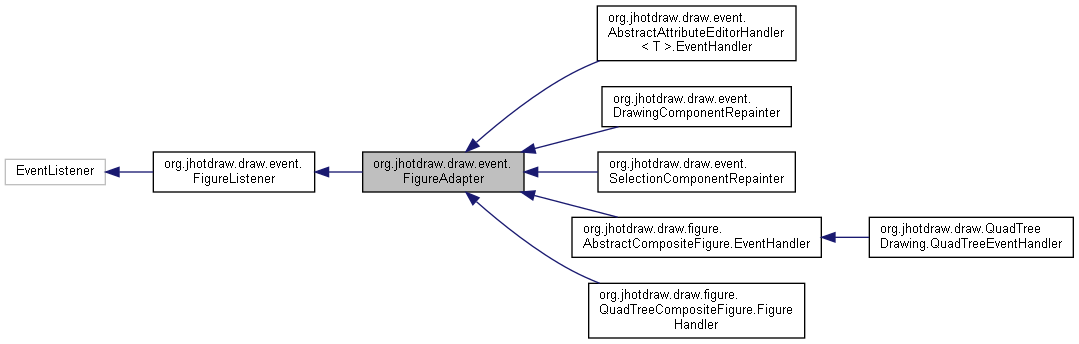 EventListener
org.jhotdraw.draw.event.
FigureListener
org.jhotdraw.draw.event.
FigureAdapter
org.jhotdraw.draw.event.
AbstractAttributeEditorHandler
< T >.EventHandler
org.jhotdraw.draw.event.
DrawingComponentRepainter
org.jhotdraw.draw.event.
SelectionComponentRepainter
org.jhotdraw.draw.figure.
AbstractCompositeFigure.EventHandler
org.jhotdraw.draw.QuadTree
Drawing.QuadTreeEventHandler
org.jhotdraw.draw.figure.
QuadTreeCompositeFigure.Figure
Handler